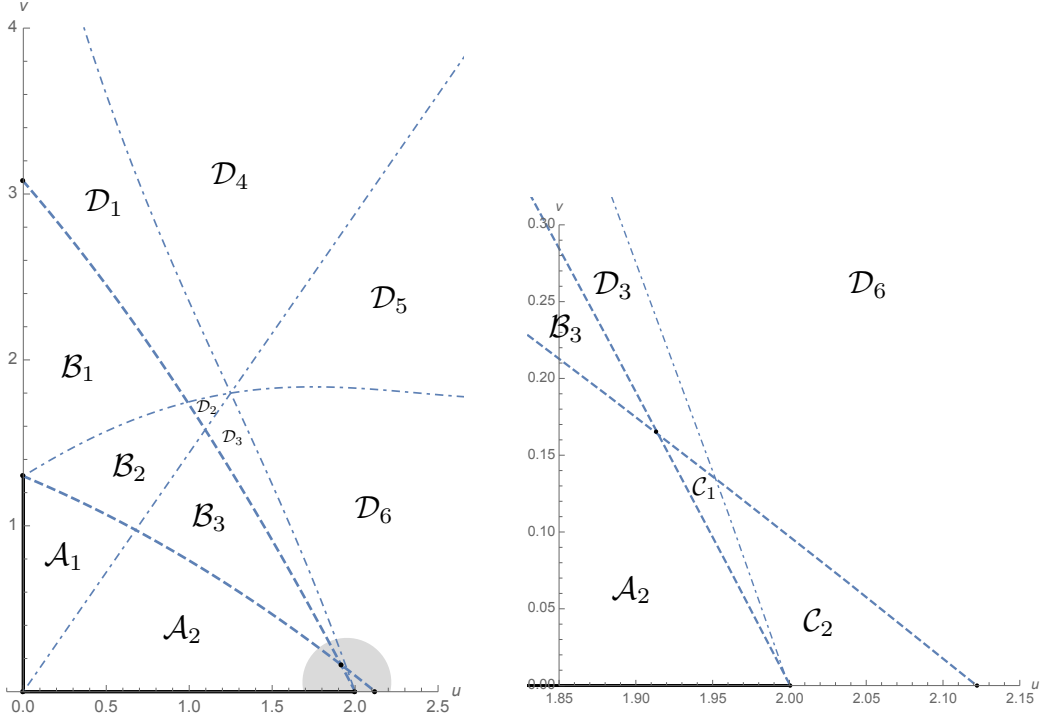 v
4
𝒟4
𝒟1
3
𝒟5
ℬ1
2
𝒟2
𝒟3
ℬ2
ℬ3
𝒟6
1
𝒜1
𝒜2
u
0.0 0.5 1.0 1.5 2.0 2.5
v
0.30
𝒟3 𝒟6
0.25
ℬ3
0.20
0.15
𝒞1
0.10
𝒜2
0.05
𝒞2
0.00
u
1.85 1.90 1.95 2.00 2.05 2.10 2.15